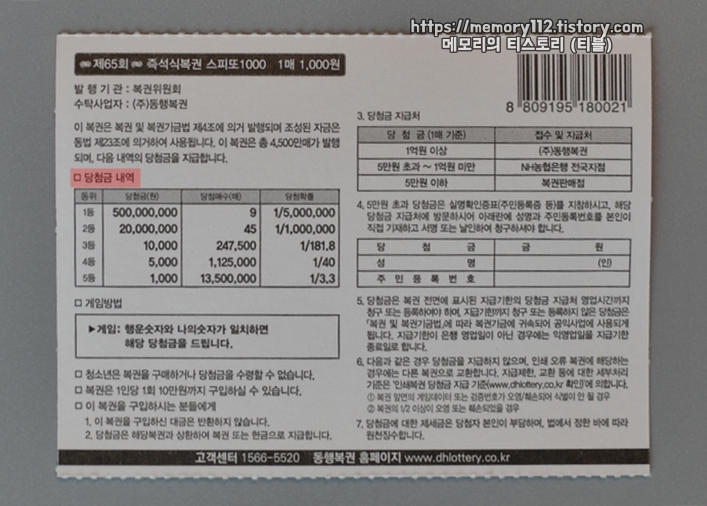 https://memory112.tistory.com
메모리의 티스토리 (티블)
제65회 즉석식복권 스피또1000 1매 1,000원
발 행 기 관 : 복권위원회
수탁사업자 : (주)동행복권
이 복권은 복권 및 복권기금법 제4조에 의거 발행되며 조성된 자금은
동법 제23조에 의거하여 사용됩니다. 이 복권은 총 4,500만매가 발행
되며, 다음 내역의 당첨금을 지급합니다.
□ 당첨금 내역
등위 당첨금(원) 당첨매수(매) 당첨확률
1등 500,000,000 9 1/5,000,000
2등 20,000,000 45 1/1,000,000
3등 10,000 247,500 1/181.8
4등 5,000 1,125,000 1/40
5등 1,000 13,500,000 1/3.3
□ 게임방법
▶게임: 행운숫자와 나의숫자가 일치하면
해당 당첨금을 드립니다.
□ 청소년은 복권을 구매하거나 당첨금을 수령할 수 없습니다.
□ 복권은 1인당 1회 10만원까지 구입하실 수 있습니다.
□ 이 복권을 구입하시는 분들에게
1. 이 복권을 구입하신 대금은 반환하지 않습니다.
2. 당첨금은 해당복권과 상환하여 복권 또는 현금으로 지급합니다.
8 809195 180021
3. 당첨금 지급처
당 첨 금 (1매 기준) 접수 및 지급처
1억원 이상 (주)동행복권
5만원 초과 ~ 1억원 미만 NH농협은행 전국지점
5만원 이하 복권판매점
4. 5만원 초과 당첨금은 실명확인증표(주민등록증 등)를 지참하시고, 해당
당첨금 지급처에 방문하시어 아래란에 성명과 주민등록번호를 본인이
직접 기재하고 서명 또는 날인하여 청구하셔야 합니다.
당 첨 금 금 원
성 명 (인)
주 민 등 록 번 호
5. 당첨금은 복권 전면에 표시된 지급기한의 당첨금 지급처 영업시간까지
청구 또는 등록하여야 하며, 지급기한까지 청구 또는 등록하지 않은 당첨금은
「복권 및 복권기금법」에 따라 복권기금에 귀속되어 공익사업에 사용되게
됩니다. 지급기한이 은행 영업일이 아닌 경우에는 익영업일을 지급기한
종료일로 합니다.
6. 다음과 같은 경우 당첨금을 지급하지 않으며, 인쇄 오류 복권에 해당하는
경우에는 다른 복권으로 교환합니다. 지급제한, 교환 등에 대한 세부처리
기준은 '인쇄복권 당첨금 지급 기준'(www.dhlottery.co.kr 확인)에 의합니다.
① 복권 앞면의 게임데이터 또는 검증번호가 오염/훼손되어 식별이 안 될 경우
② 복권의 1/2 이상이 오염 또는 훼손되었을 경우
7. 당첨금에 대한 제세금은 당첨자 본인이 부담하며, 법에서 정한 바에 따라
원천징수합니다.
고객센터 1566-5520 동행복권 홈페이지 www.dhlottery.co.kr